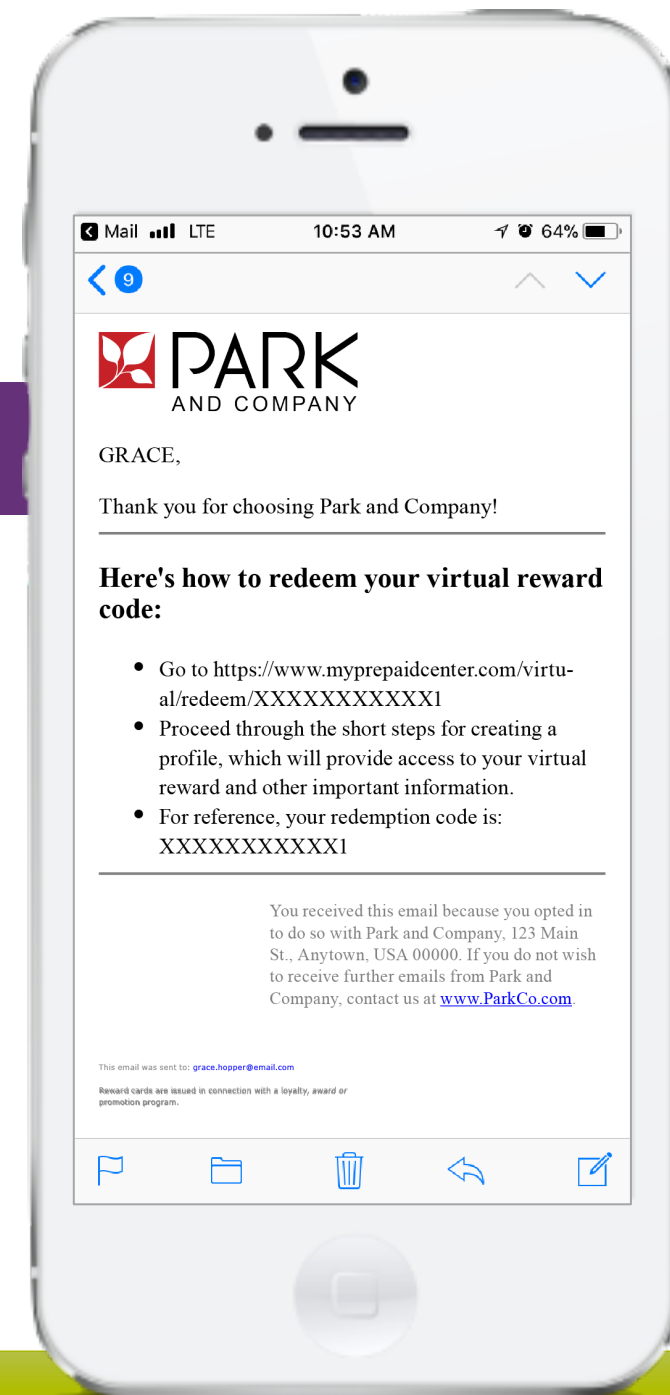 Mail LTE 10:53 AM 64%
9
PARK
AND COMPANY
GRACE,
Thank you for choosing Park and Company!
Here's how to redeem your virtual reward
code:
• Go to https://www.myprepaidcenter.com/virtu-
al/redeem/XXXXXXXXXXX1
• Proceed through the short steps for creating a
profile, which will provide access to your virtual
reward and other important information.
• For reference, your redemption code is:
XXXXXXXXXXX1
You received this email because you opted in
to do so with Park and Company, 123 Main
St., Anytown, USA 00000. If you do not wish
to receive further emails from Park and
Company, contact us at www.ParkCo.com.
This email was sent to: grace.hopper@email.com
Reward cards are issued in connection with a loyalty, award or
promotion program.